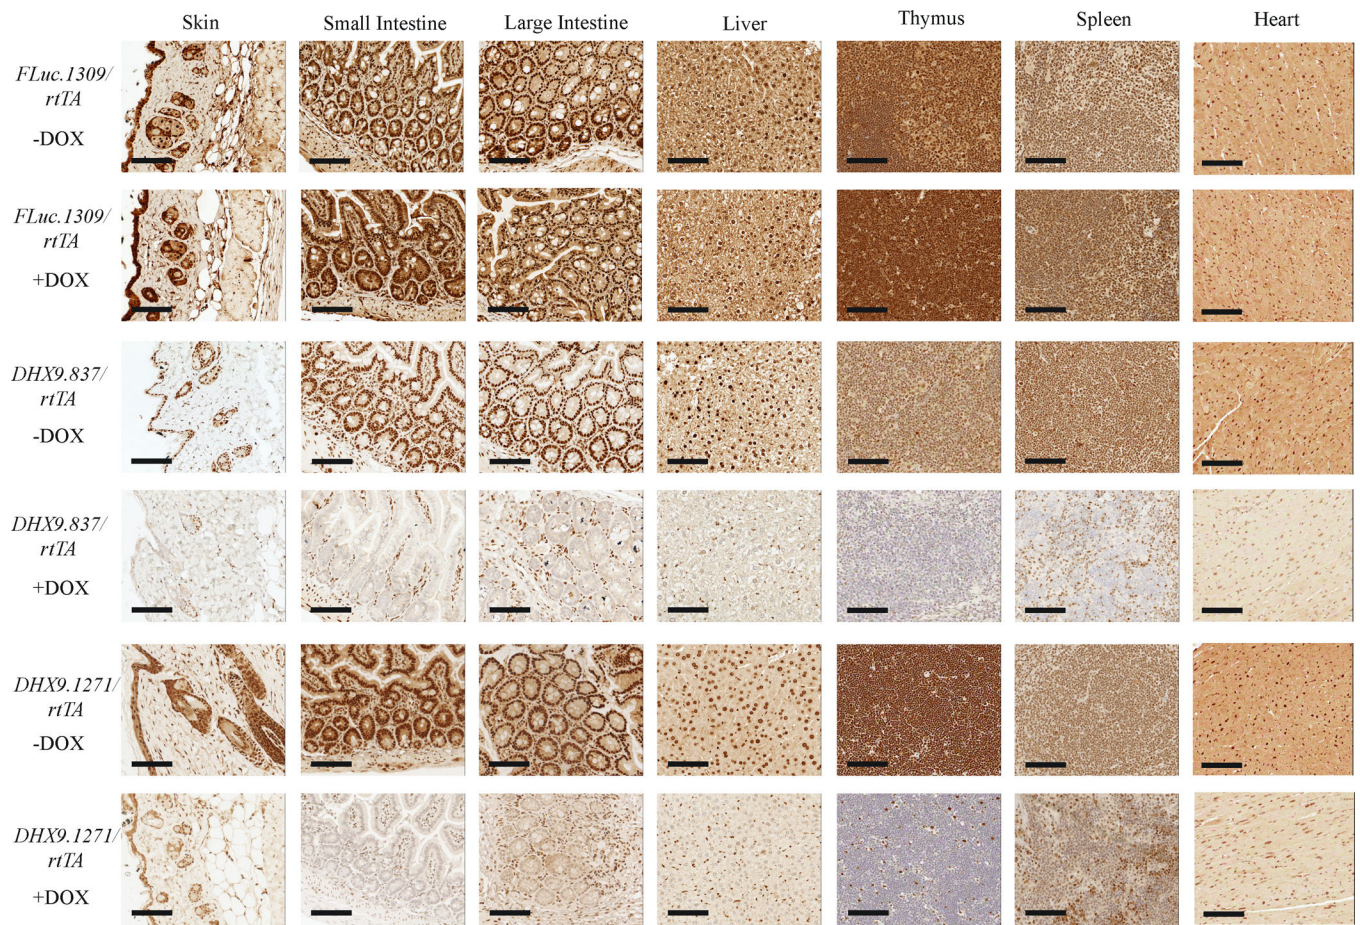 Skin Small Intestine Large Intestine Liver Thymus Spleen Heart
FLuc.1309/
rtTA
-DOX
FLuc.1309/
rtTA
+DOX
DHX9.837/
rtTA
-DOX
DHX9.837/
rtTA
+DOX
DHX9.1271/
rtTA
-DOX
DHX9.1271/
rtTA
+DOX